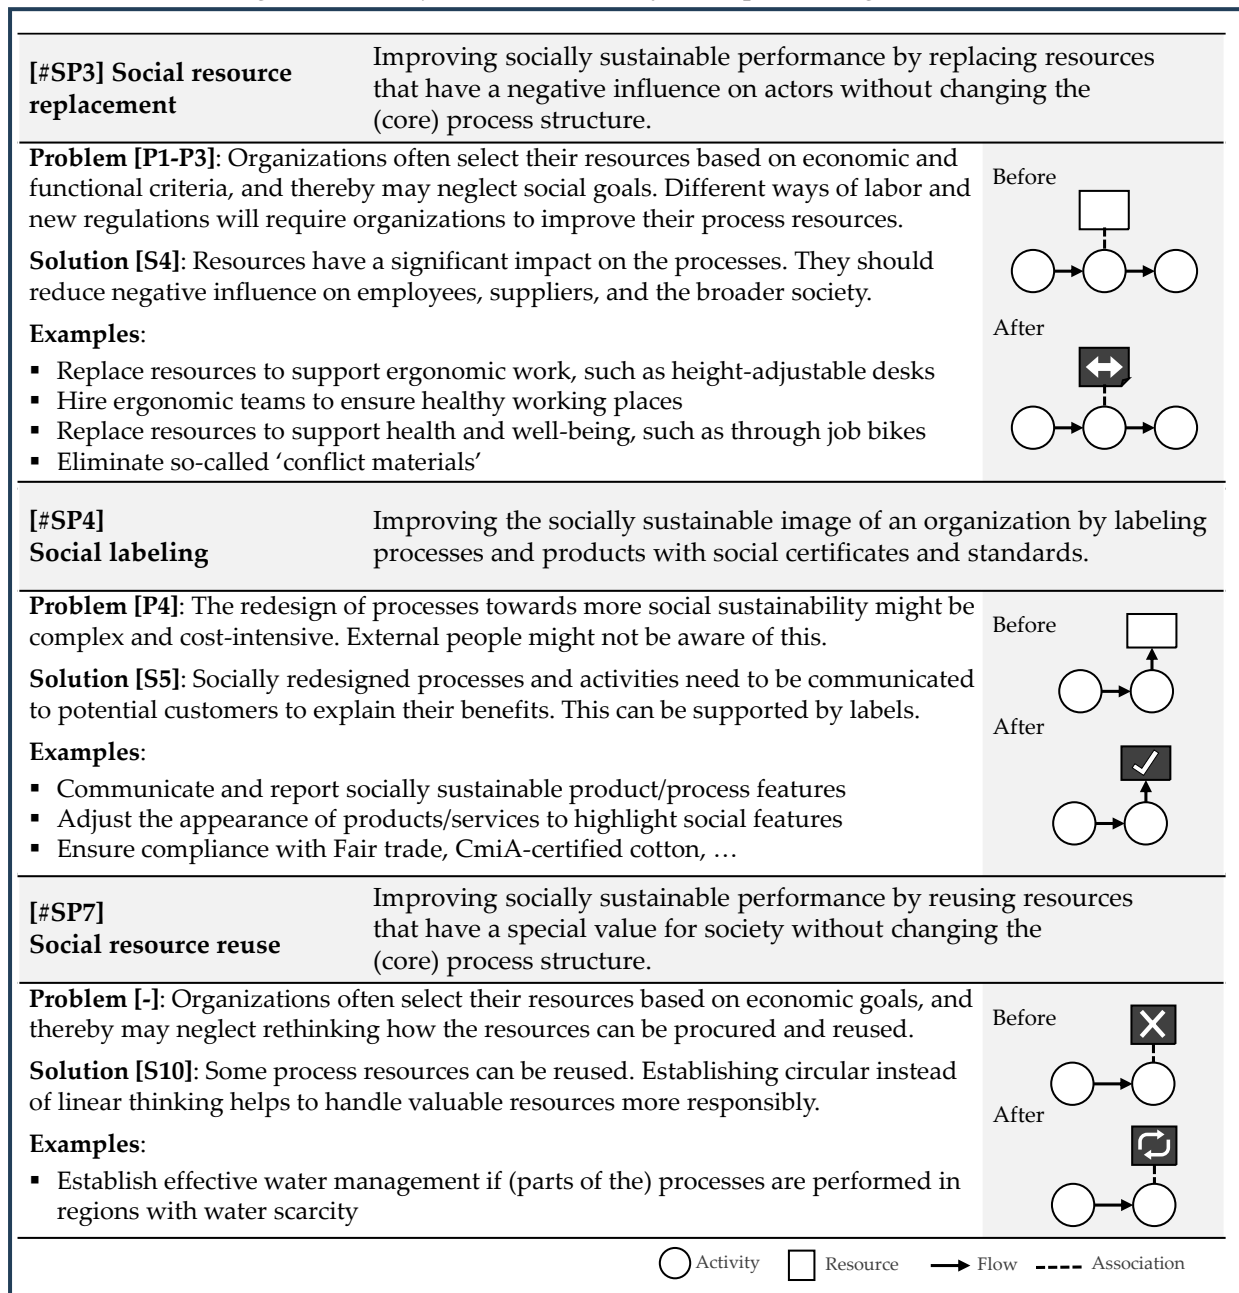 [#SP3] Social resource
replacement
Improving socially sustainable performance by replacing resources
that have a negative influence on actors without changing the
(core) process structure.
Problem [P1-P3]: Organizations often select their resources based on economic and
functional criteria, and thereby may neglect social goals. Different ways of labor and
new regulations will require organizations to improve their process resources.
Solution [S4]: Resources have a significant impact on the processes. They should
reduce negative influence on employees, suppliers, and the broader society.
Examples:
▪ Replace resources to support ergonomic work, such as height-adjustable desks
▪ Hire ergonomic teams to ensure healthy working places
▪ Replace resources to support health and well-being, such as through job bikes
▪ Eliminate so-called ‘conflict materials’
Before
After
[#SP4]
Social labeling
Improving the socially sustainable image of an organization by labeling
processes and products with social certificates and standards.
Problem [P4]: The redesign of processes towards more social sustainability might be
complex and cost-intensive. External people might not be aware of this.
Solution [S5]: Socially redesigned processes and activities need to be communicated
to potential customers to explain their benefits. This can be supported by labels.
Examples:
▪ Communicate and report socially sustainable product/process features
▪ Adjust the appearance of products/services to highlight social features
▪ Ensure compliance with Fair trade, CmiA-certified cotton, …
Before
After
[#SP7]
Social resource reuse
Improving socially sustainable performance by reusing resources
that have a special value for society without changing the
(core) process structure.
Problem [-]: Organizations often select their resources based on economic goals, and
thereby may neglect rethinking how the resources can be procured and reused.
Solution [S10]: Some process resources can be reused. Establishing circular instead
of linear thinking helps to handle valuable resources more responsibly.
Examples:
▪ Establish effective water management if (parts of the) processes are performed in
regions with water scarcity
Before
After
Activity
Resource
Flow
Association